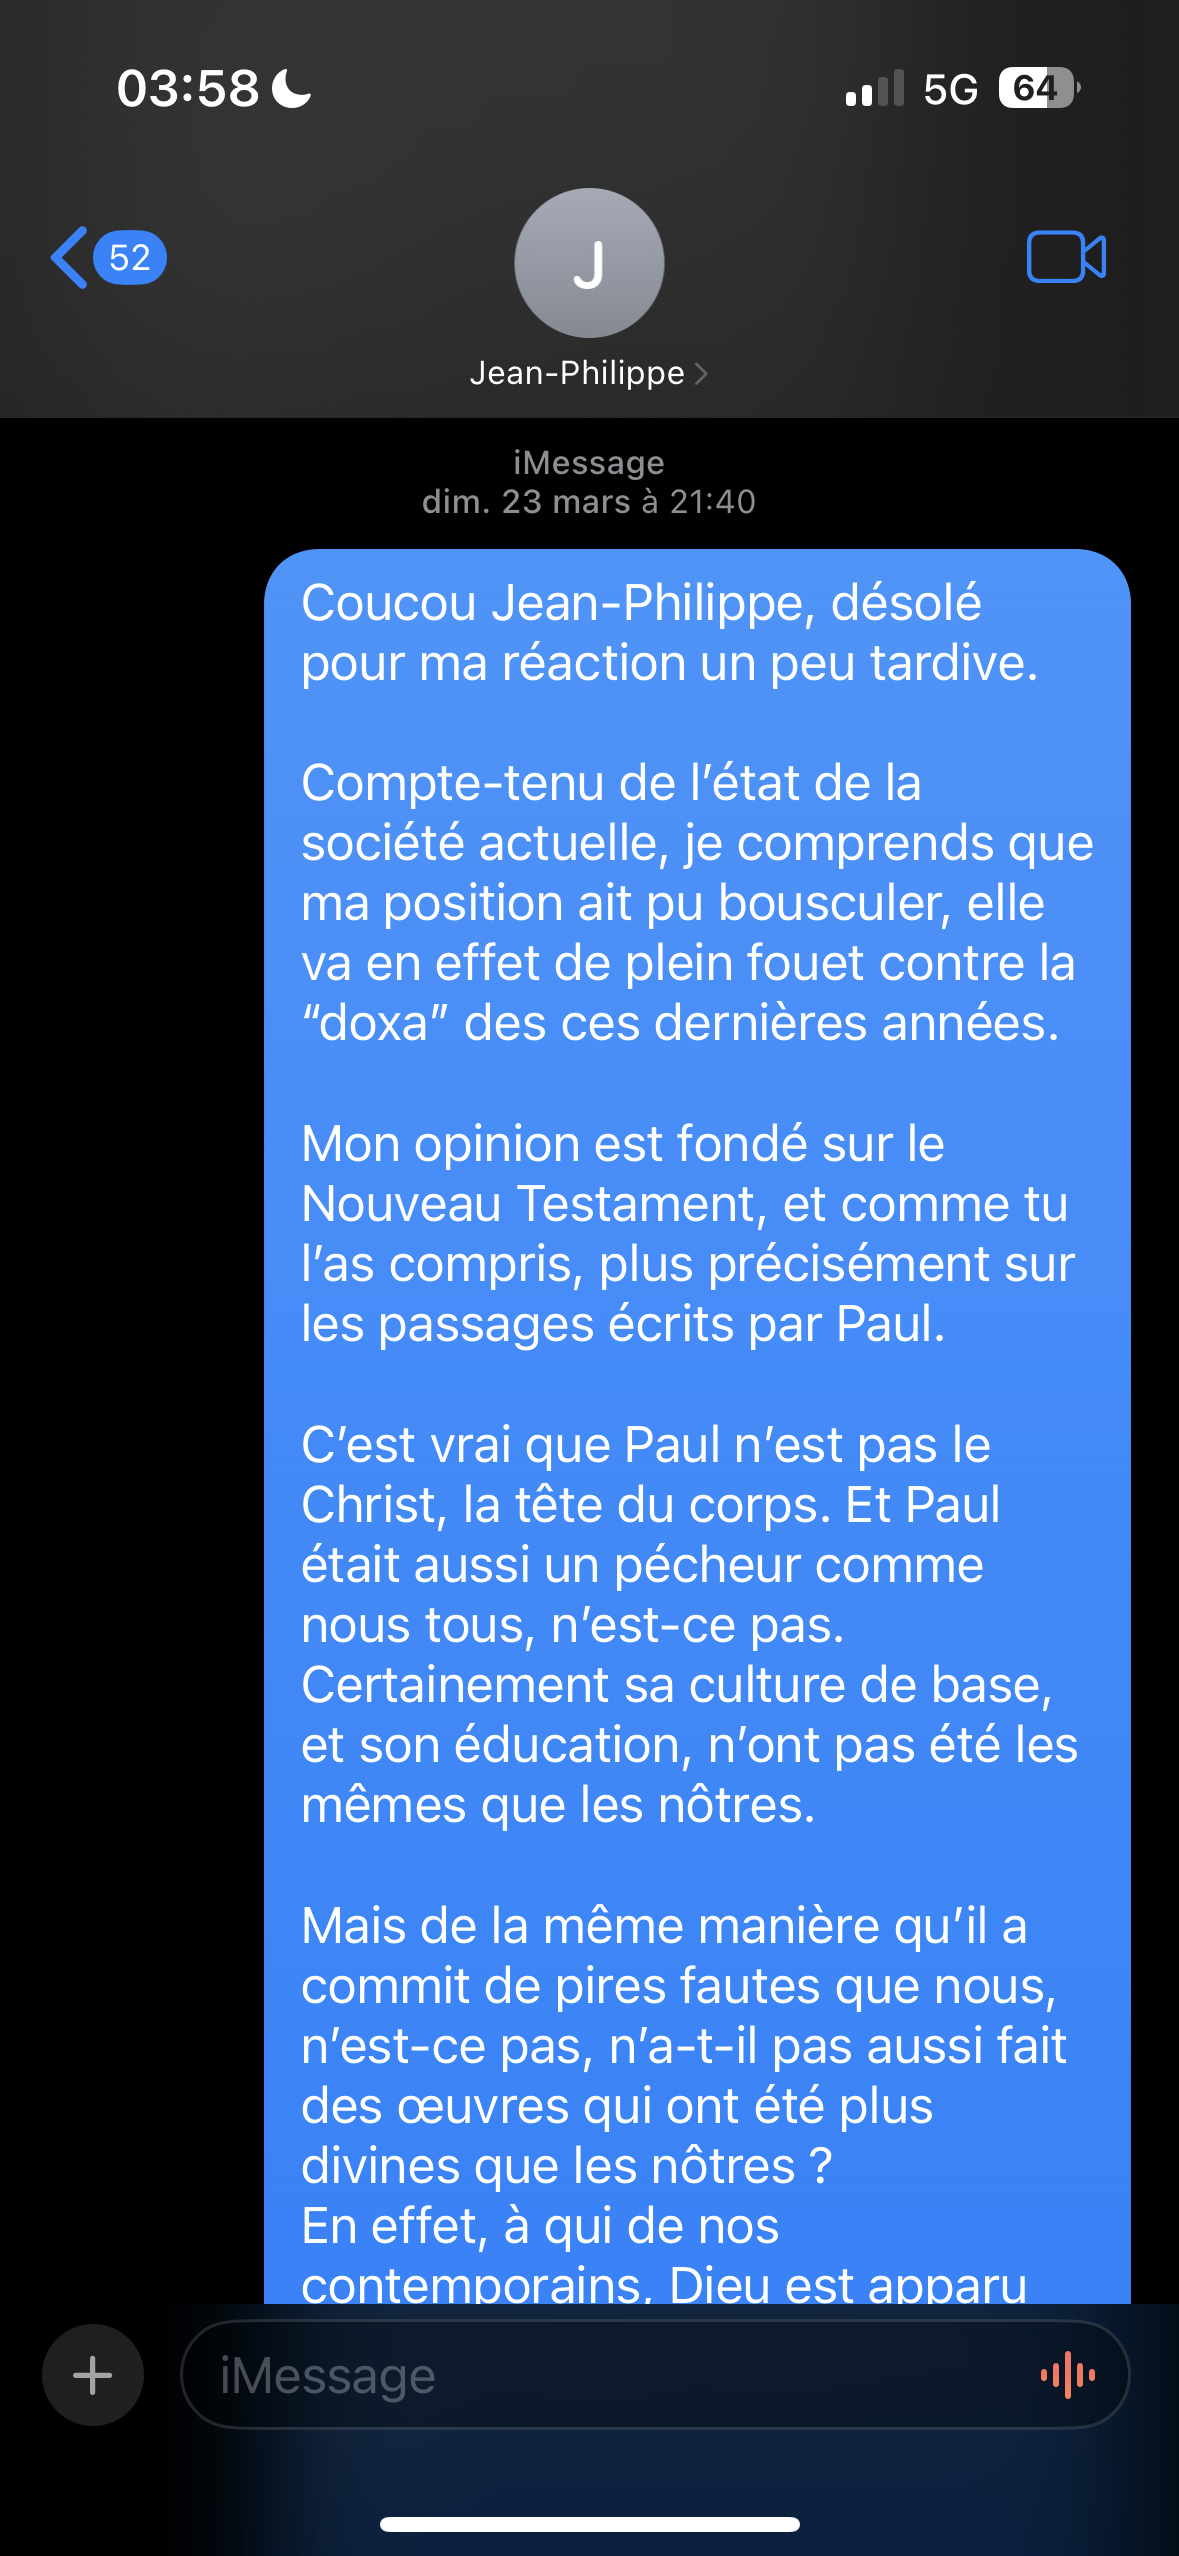 03:58
5G
64
52
J
Jean-Philippe
iMessage
dim. 23 mars à 21:40
Coucou Jean-Philippe, désolé
pour ma réaction un peu tardive.
Compte-tenu de l’état de la
société actuelle, je comprends que
ma position ait pu bousculer, elle
va en effet de plein fouet contre la
“doxa” des ces dernières années.
Mon opinion est fondé sur le
Nouveau Testament, et comme tu
l’as compris, plus précisément sur
les passages écrits par Paul.
C’est vrai que Paul n’est pas le
Christ, la tête du corps. Et Paul
était aussi un pécheur comme
nous tous, n’est-ce pas.
Certainement sa culture de base,
et son éducation, n’ont pas été les
mêmes que les nôtres.
Mais de la même manière qu’il a
commit de pires fautes que nous,
n’est-ce pas, n’a-t-il pas aussi fait
des œuvres qui ont été plus
divines que les nôtres ?
En effet, à qui de nos
contemporains, Dieu est apparu
iMessage